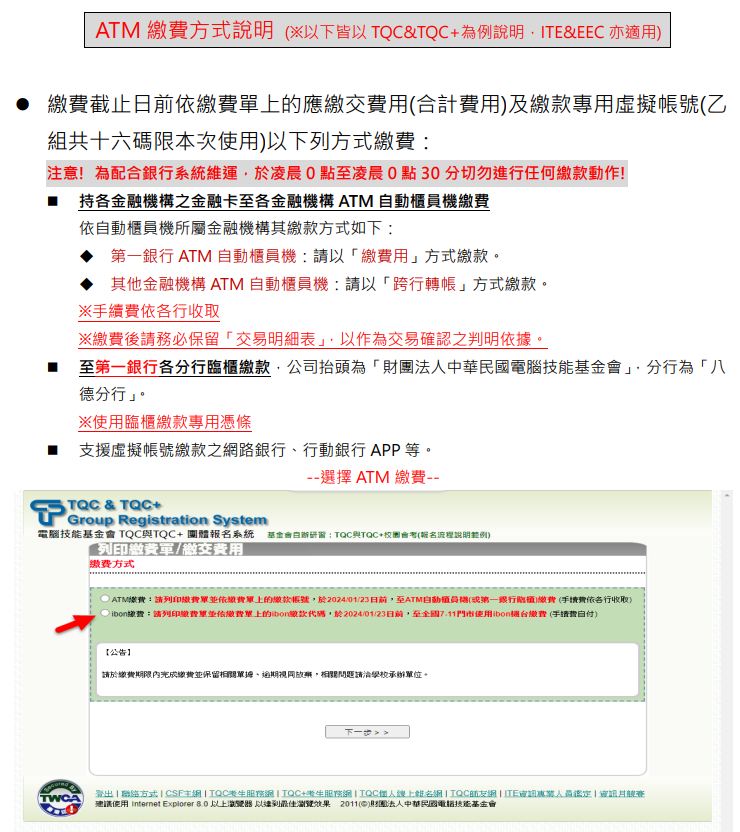 ATM 繳費方式說明 (※以下皆以 TQC&TQC+為例說明，ITE&EEC 亦適用)
● 繳費截止日前依繳費單上的應繳交費用(合計費用)及繳款專用虛擬帳號(乙
組共十六碼限本次使用)以下列方式繳費：
注意! 為配合銀行系統維運，於凌晨 0 點至凌晨 0 點 30 分切勿進行任何繳款動作!
■ 持各金融機構之金融卡至各金融機構 ATM 自動櫃員機繳費
依自動櫃員機所屬金融機構其繳款方式如下：
◆ 第一銀行 ATM 自動櫃員機：請以「繳費用」方式繳款。
◆ 其他金融機構 ATM 自動櫃員機：請以「跨行轉帳」方式繳款。
※手續費依各行收取
※繳費後請務必保留「交易明細表」，以作為交易確認之判明依據。
■ 至第一銀行各分行臨櫃繳款，公司抬頭為「財團法人中華民國電腦技能基金會」，分行為「八
德分行」。
※使用臨櫃繳款專用憑條
■ 支援虛擬帳號繳款之網路銀行、行動銀行 APP 等。
--選擇 ATM 繳費--
TQC & TQC+
Group Registration System
電腦技能基金會 TQC與TQC+ 團體報名系統 基金會自辦研習：TQC與TQC+校園會考(報名流程說明範例)
列印繳費單/繳交費用
繳費方式
ATM繳費：請列印繳費單並依繳費單上的繳款帳號，於2024/01/23日前，至ATM自動櫃員機(或第一銀行臨櫃)繳費 (手續費依各行收取)
ibon繳費：請列印繳費單並依繳費單上的ibon繳款代碼，於2024/01/23日前，至全國7-11門市使用ibon機台繳費 (手續費自付)
【公告】
請於繳費期限內完成繳費並保留相關單據、逾期視同放棄，相關問題請洽學校承辦單位。
下一步 > >
Secured By
TWCA
登出 | 聯絡方式 | CSF主網 | TQC考生服務網 | TQC+考生服務網 | TQC個人線上報名網 | TQC師友網 | ITE資訊專業人員鑑定 | 資訊月競賽
建議使用 Internet Explorer 8.0 以上瀏覽器 以達到最佳瀏覽效果 2011(©)財團法人中華民國電腦技能基金會